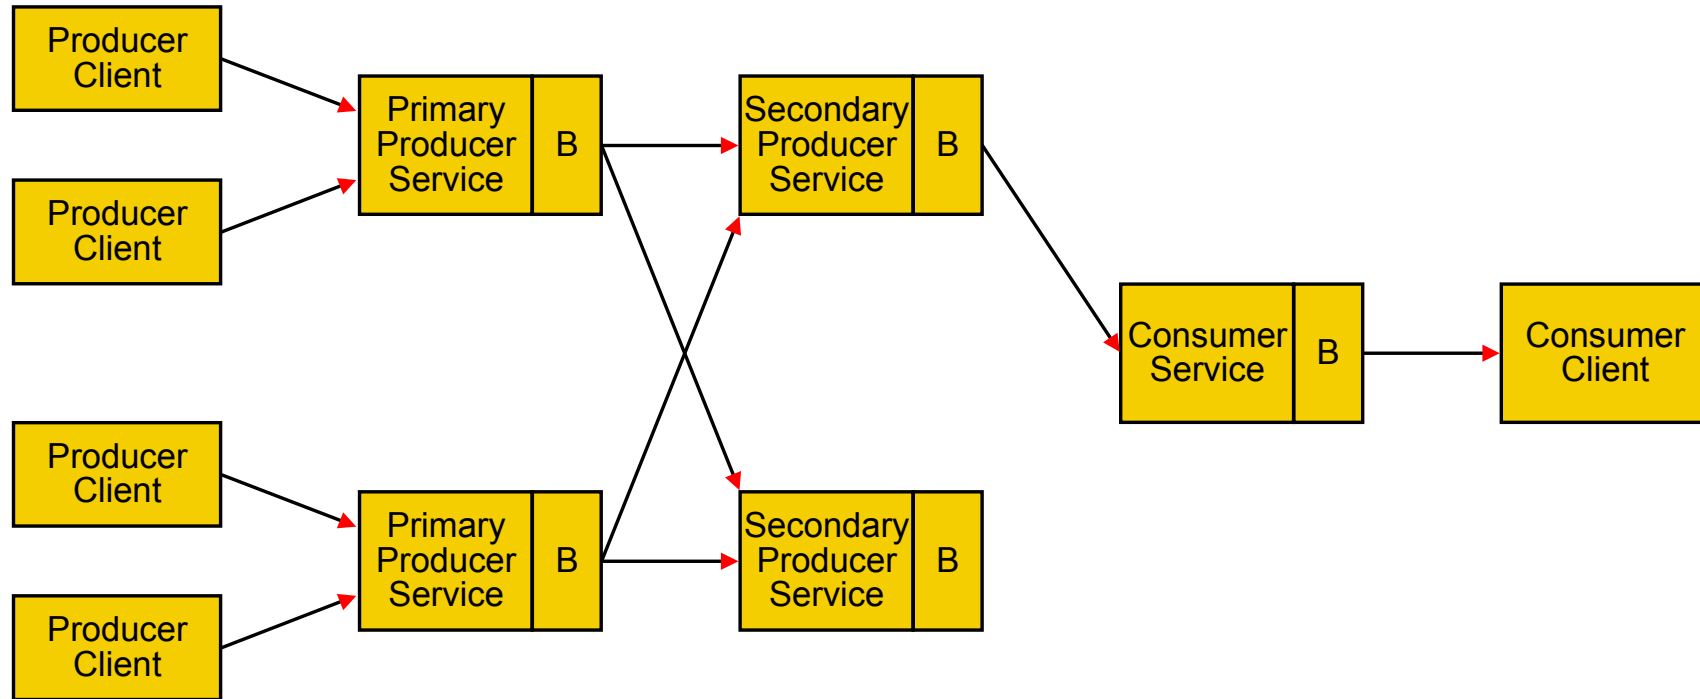 Producer
Client
Producer
Client
Producer
Client
Producer
Client
Primary
Producer
Service
B
Primary
Producer
Service
B
Secondary
Producer
Service
B
Secondary
Producer
Service
B
Consumer
Service
B
Consumer
Client